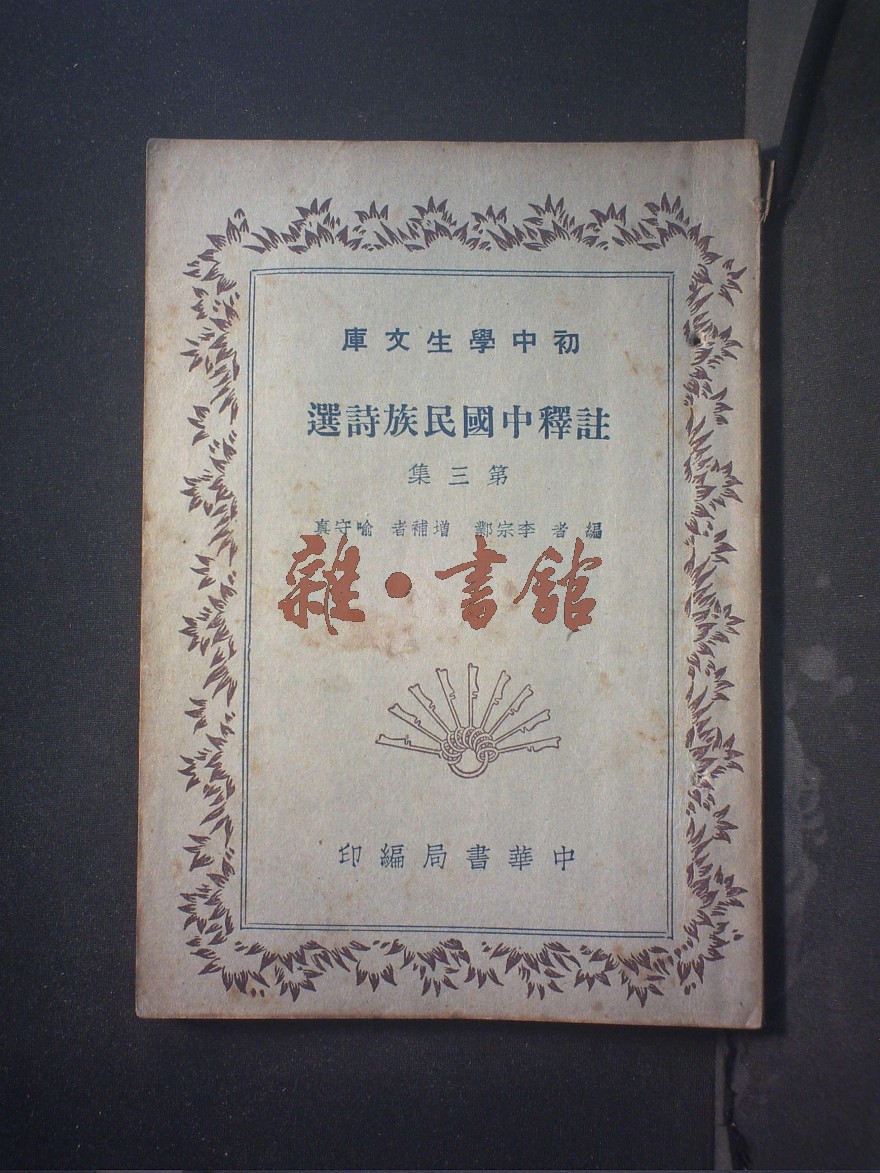 初中學生文庫
註釋中國民族詩選
第三集
編者 李宗鄴 增補者 喻守真
雜·書館
中華書局編印